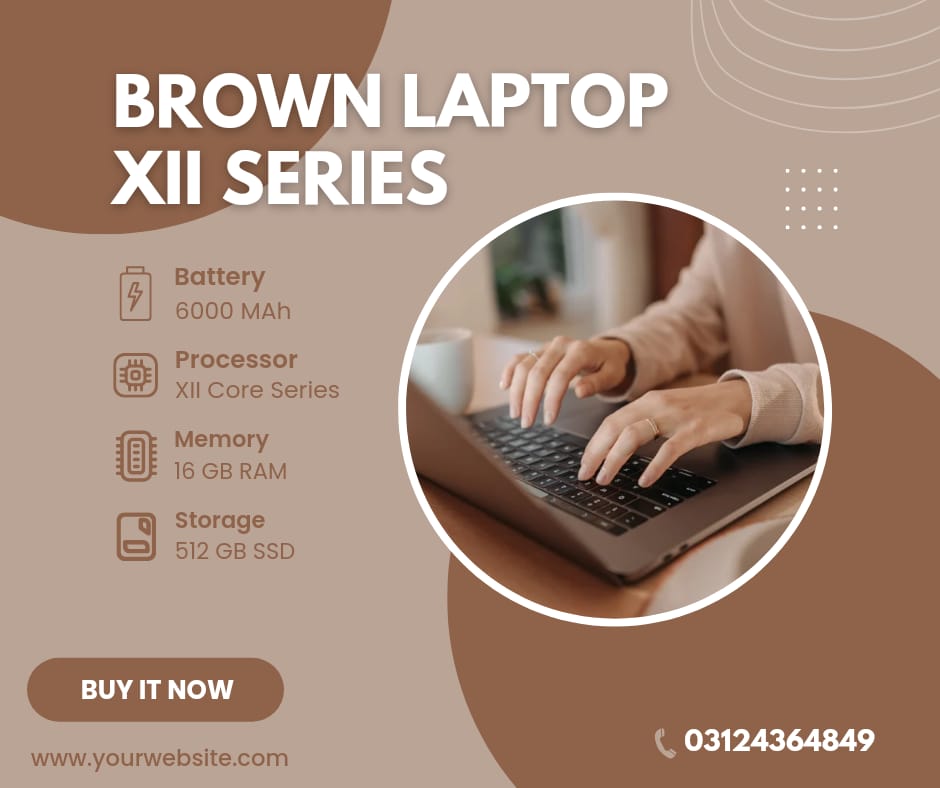 BROWN LAPTOP
XII SERIES
Battery
6000 MAh
Processor
XII Core Series
Memory
16 GB RAM
Storage
512 GB SSD
BUY IT NOW
www.yourwebsite.com
03124364849